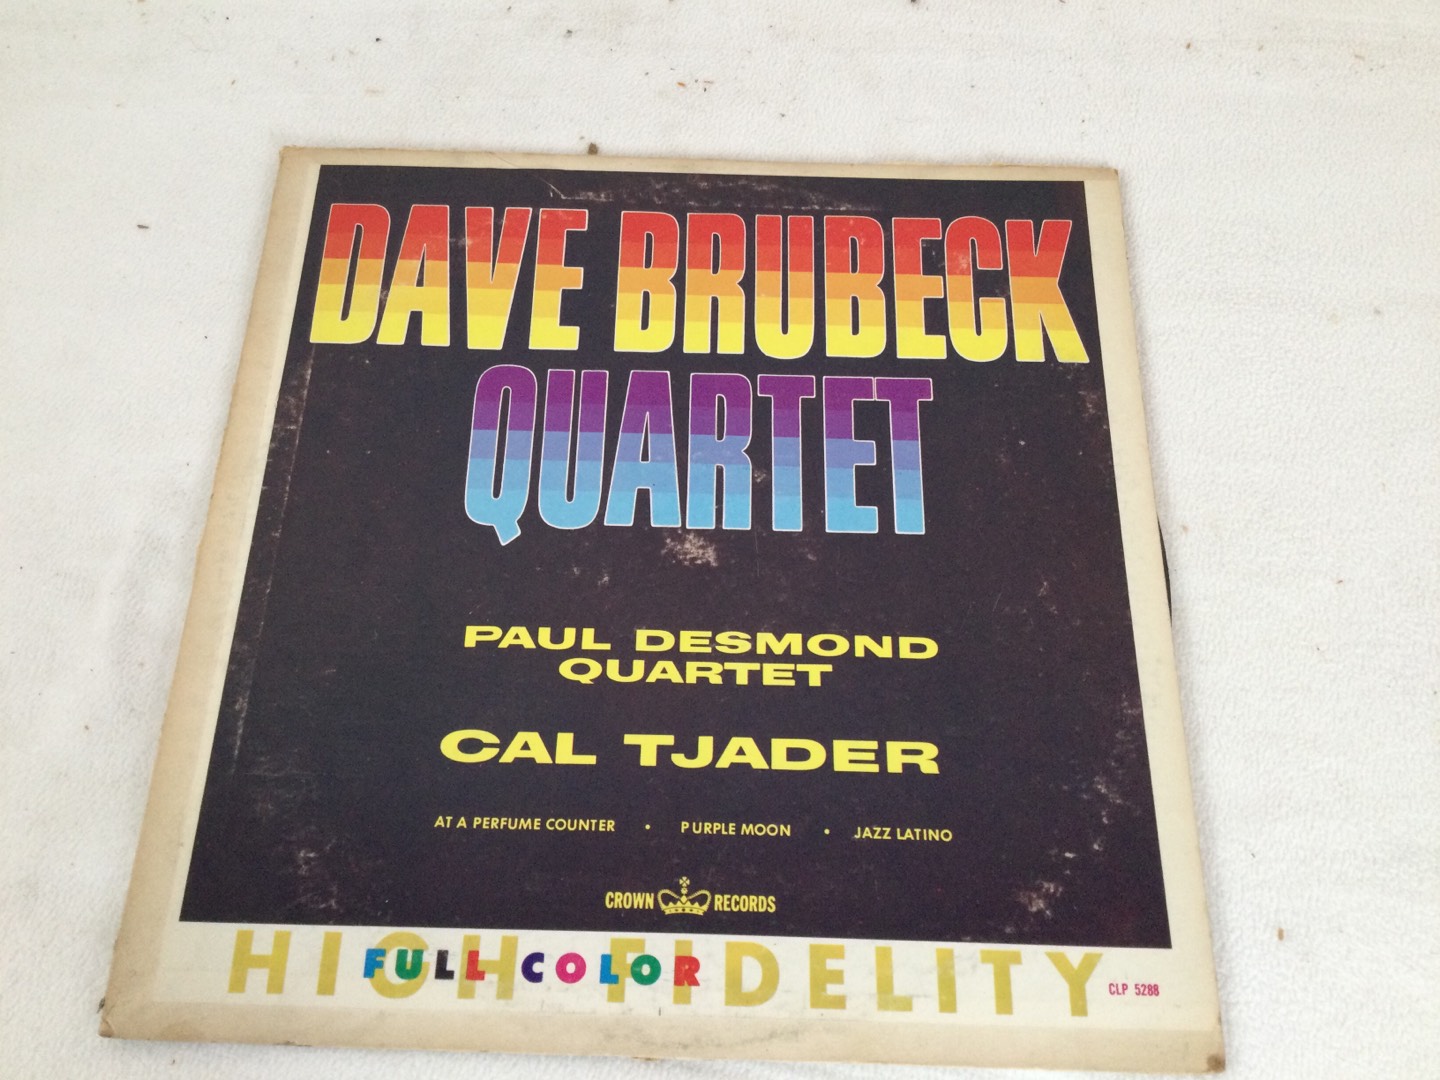 DAVE BRUBECK
QUARTET
PAUL DESMOND
QUARTET
CAL TJADER
AT A PERFUME COUNTER • PURPLE MOON • JAZZ LATINO
CROWN RECORDS
HIGH FIDELITY
FULL COLOR
CLP 5288